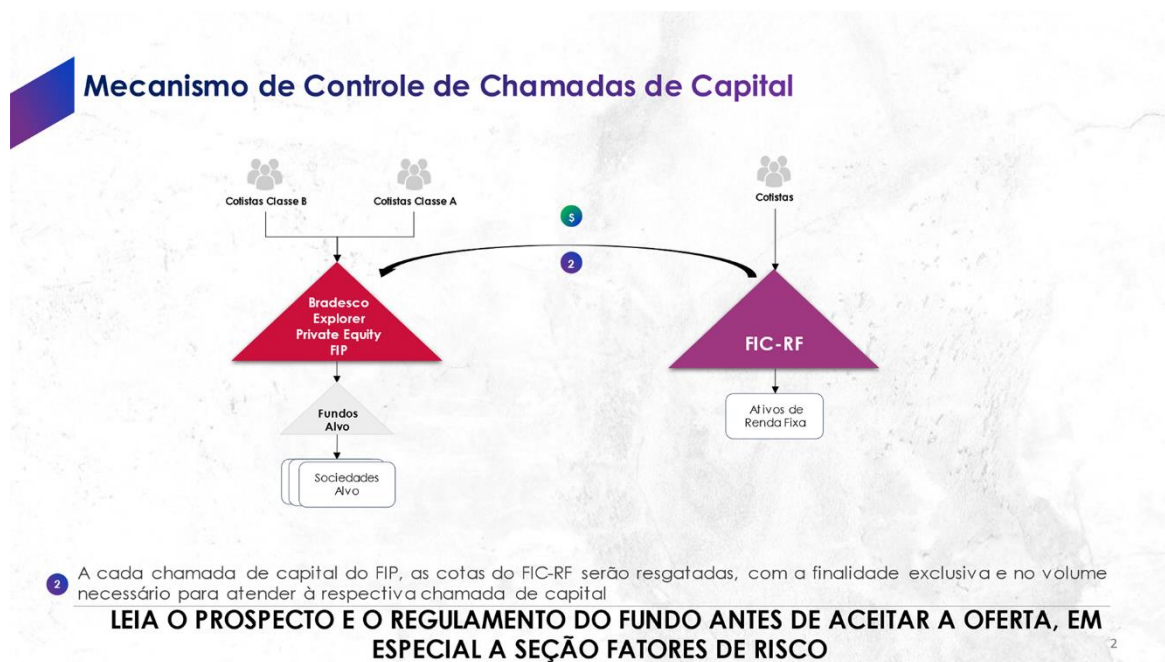 Mecanismo de Controle de Chamadas de Capital
Cotistas Classe B
Cotistas Classe A
Cotistas
$
2
Bradesco
Explorer
Private Equity
FIP
FIC-RF
Fundos
Alvo
Ativos de
Renda Fixa
Sociedades
Alvo
2
A cada chamada de capital do FIP, as cotas do FIC-RF serão resgatadas, com a finalidade exclusiva e no volume
necessário para atender à respectiva chamada de capital
LEIA O PROSPECTO E O REGULAMENTO DO FUNDO ANTES DE ACEITAR A OFERTA, EM
ESPECIAL A SEÇÃO FATORES DE RISCO
2